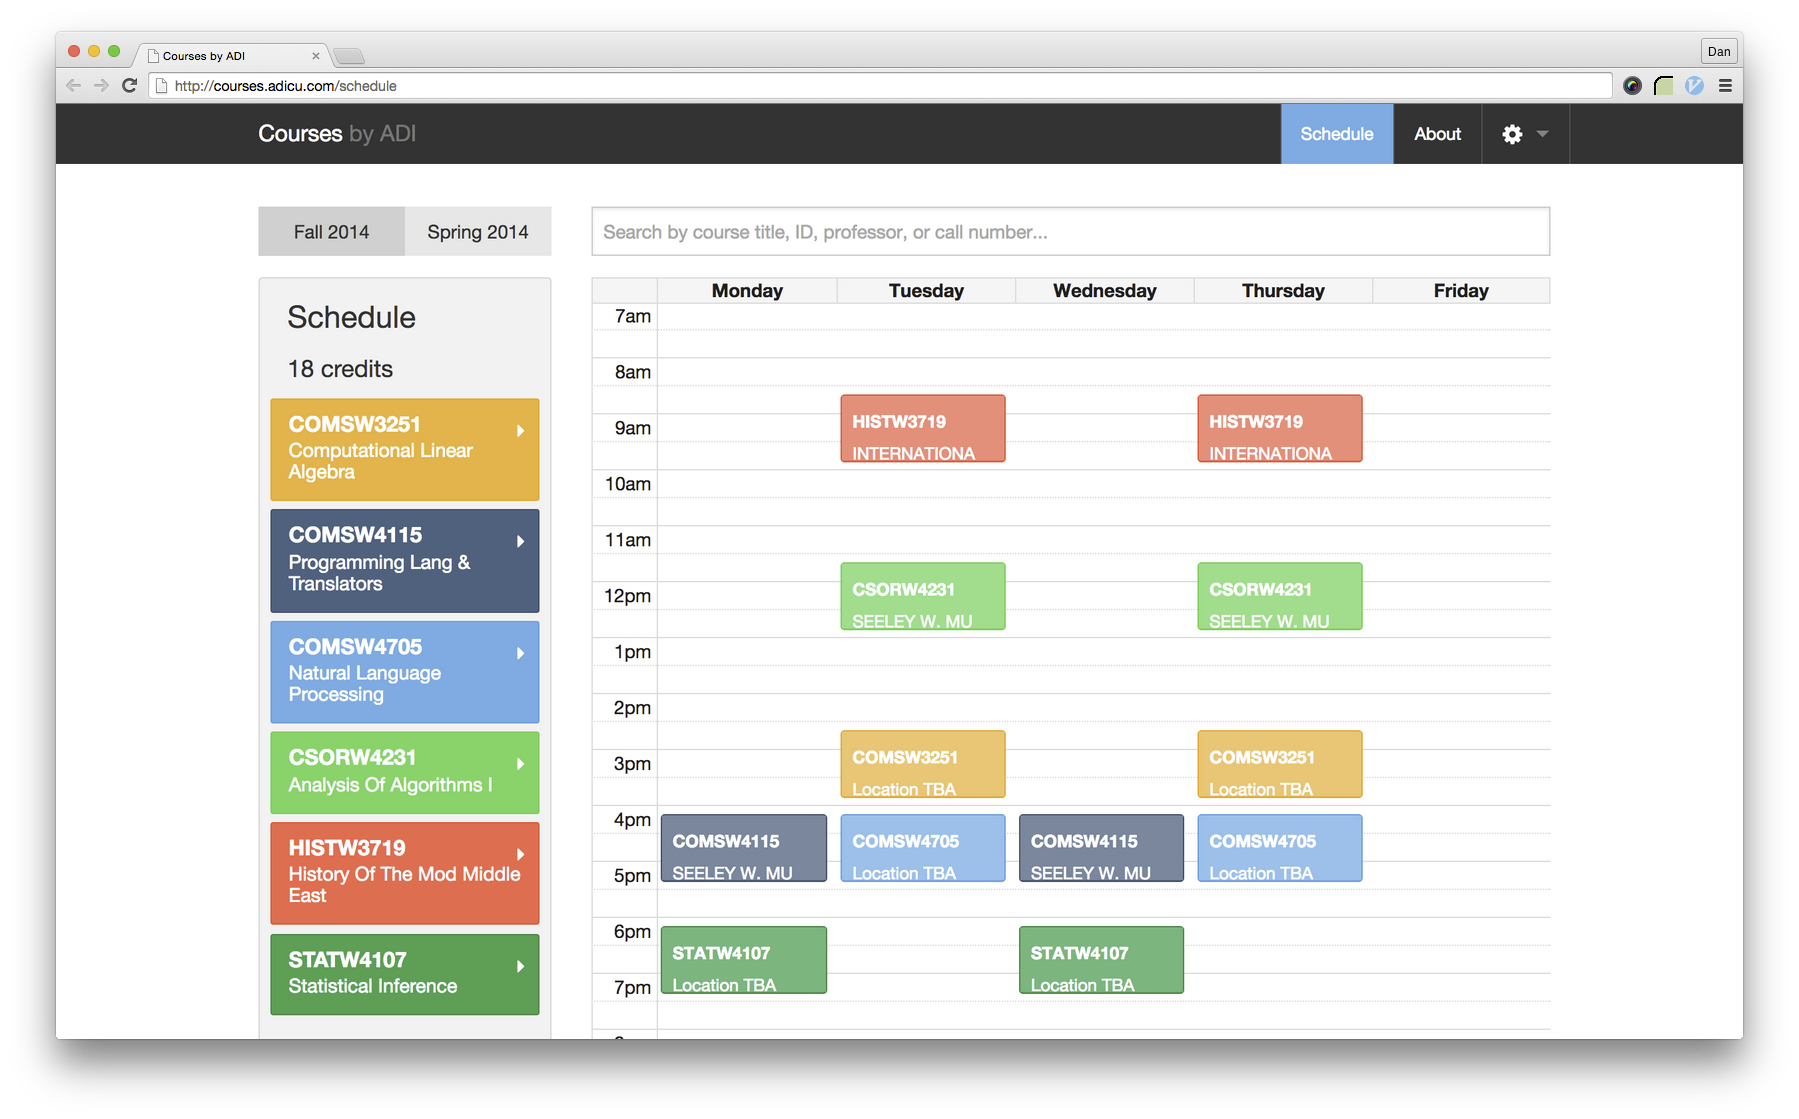 Courses by ADI
Dan
http://courses.adicu.com/schedule
Courses by ADI
Schedule
About
Fall 2014
Spring 2014
Search by course title, ID, professor, or call number...
Schedule
18 credits
COMSW3251
Computational Linear
Algebra
COMSW4115
Programming Lang &
Translators
COMSW4705
Natural Language
Processing
CSORW4231
Analysis Of Algorithms I
HISTW3719
History Of The Mod Middle
East
STATW4107
Statistical Inference
Monday Tuesday Wednesday Thursday Friday
7am
8am
HISTW3719 HISTW3719
9am
INTERNATIONA INTERNATIONA
10am
11am
CSORW4231 CSORW4231
12pm
SEELEY W. MU SEELEY W. MU
1pm
2pm
COMSW3251 COMSW3251
3pm
Location TBA Location TBA
4pm
COMSW4115 COMSW4705 COMSW4115 COMSW4705
5pm SEELEY W. MU Location TBA SEELEY W. MU Location TBA
6pm
STATW4107 STATW4107
7pm Location TBA Location TBA